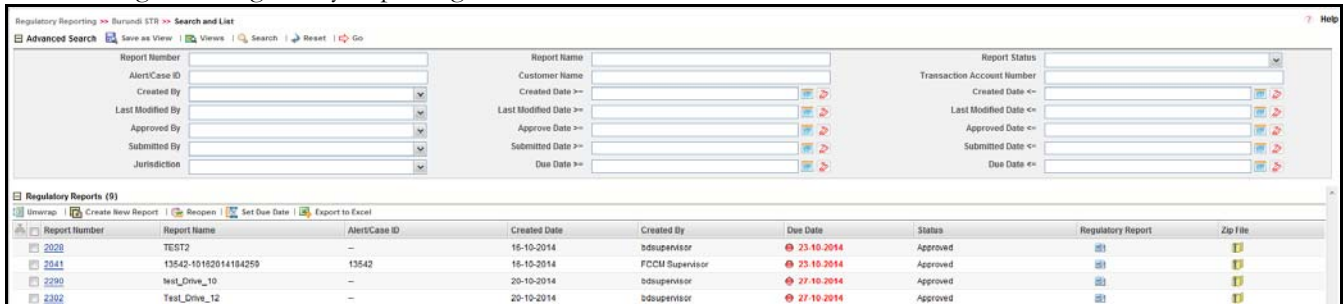 Regulatory Reporting >> Burundi STR >> Search and List
? Help
Advanced Search Save as View | Views | Search | Reset | Go
Report Number Report Name Report Status
Alert/Case ID Customer Name Transaction Account Number
Created By Created Date >= Created Date <=
Last Modified By Last Modified Date >= Last Modified Date <=
Approved By Approve Date >= Approved Date <=
Submitted By Submitted Date >= Submitted Date <=
Jurisdiction Due Date >= Due Date <=
Regulatory Reports (9)
Unwrap | Create New Report | Reopen | Set Due Date | Export to Excel
Report Number Report Name Alert/Case ID Created Date Created By Due Date Status Regulatory Report Zip File
2028 TEST2 -- 16-10-2014 bdsupervisor 23-10-2014 Approved
2041 13542-10162014184259 13542 16-10-2014 FCCM Supervisor 23-10-2014 Approved
2290 test_Drive_10 -- 20-10-2014 bdsupervisor 27-10-2014 Approved
2302 Test_Drive_12 -- 20-10-2014 bdsupervisor 27-10-2014 Approved